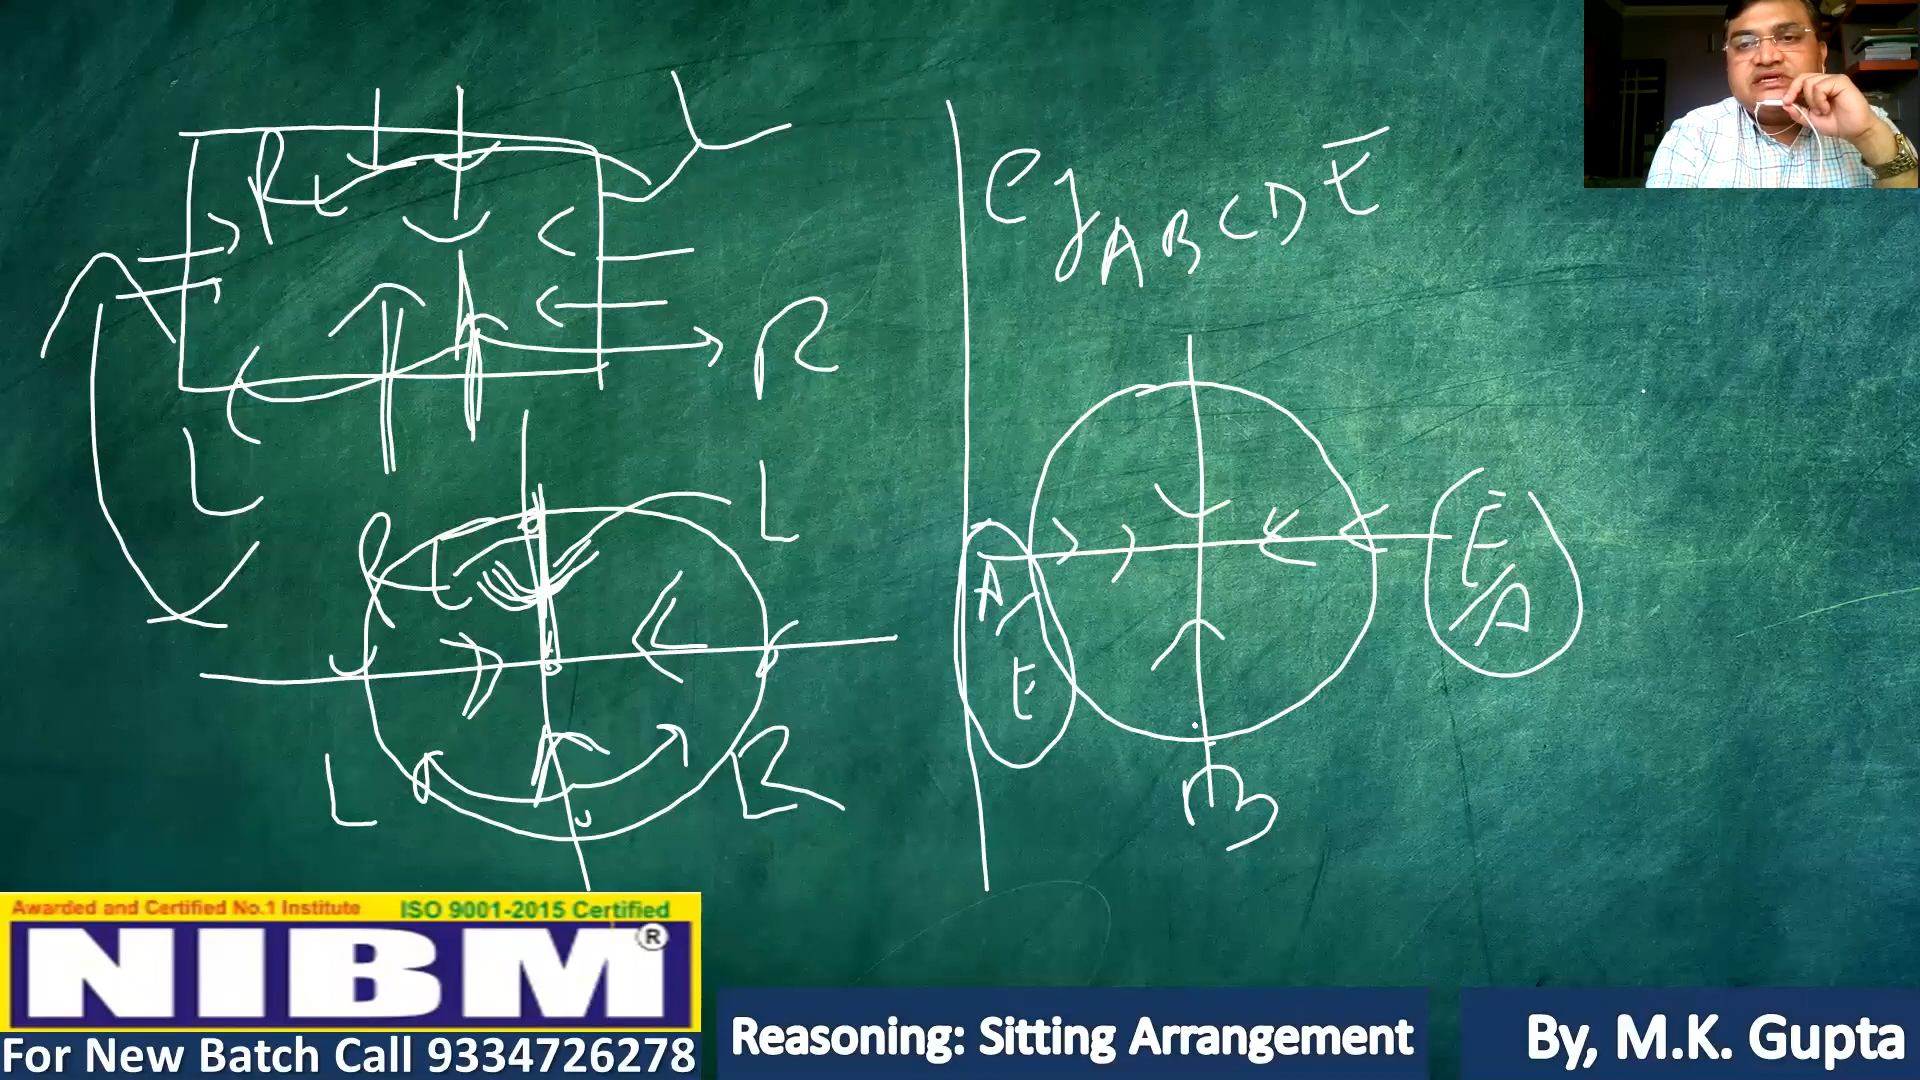 R
L
R
L
R
L
L
R
eg A B C D E
A
E
E
A
B
Awarded and Certified No.1 Institute ISO 9001-2015 Certified
NIBM®
For New Batch Call 9334726278
Reasoning: Sitting Arrangement
By, M.K. Gupta